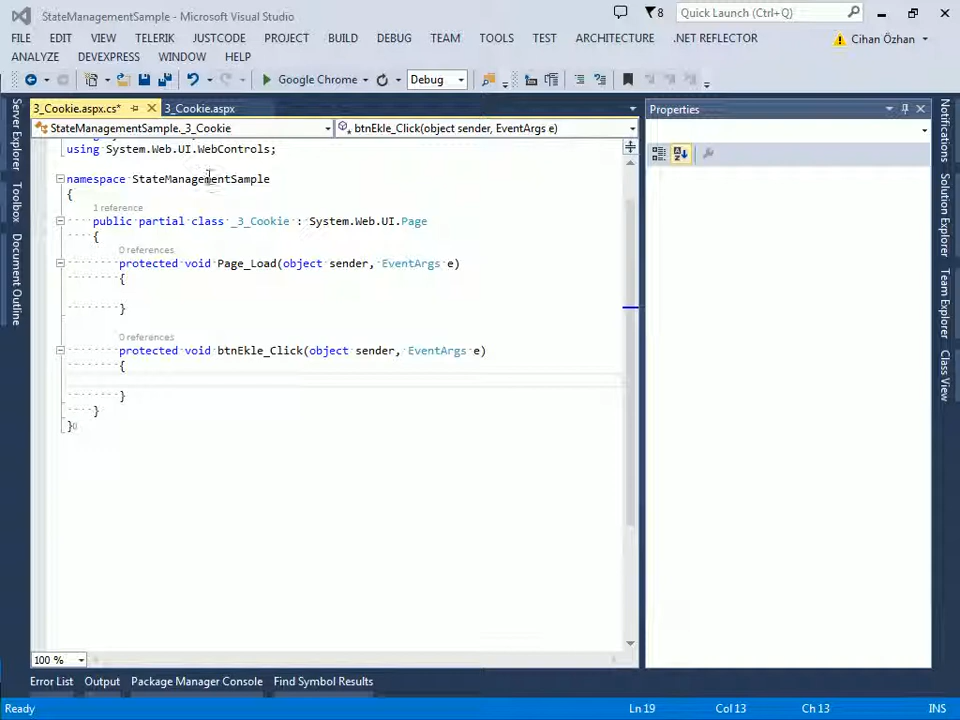 StateManagementSample - Microsoft Visual Studio
8
Quick Launch (Ctrl+Q)
FILE EDIT VIEW TELERIK JUSTCODE PROJECT BUILD DEBUG TEAM TOOLS TEST ARCHITECTURE .NET REFLECTOR
Cihan Özhan
ANALYZE DEVEXPRESS WINDOW HELP
Google Chrome
Debug
Server Explorer
Toolbox
Document Outline
3_Cookie.aspx.cs*
3_Cookie.aspx
StateManagementSample._3_Cookie
btnEkle_Click(object sender, EventArgs e)
using System.Web.UI.WebControls;
namespace StateManagementSample
{
1 reference
public partial class _3_Cookie : System.Web.UI.Page
{
0 references
protected void Page_Load(object sender, EventArgs e)
{
}
0 references
protected void btnEkle_Click(object sender, EventArgs e)
{
}
}
}
100 %
Properties
Notifications
Solution Explorer
Team Explorer
Class View
Error List Output Package Manager Console Find Symbol Results
Ready
Ln 19 Col 13 Ch 13 INS